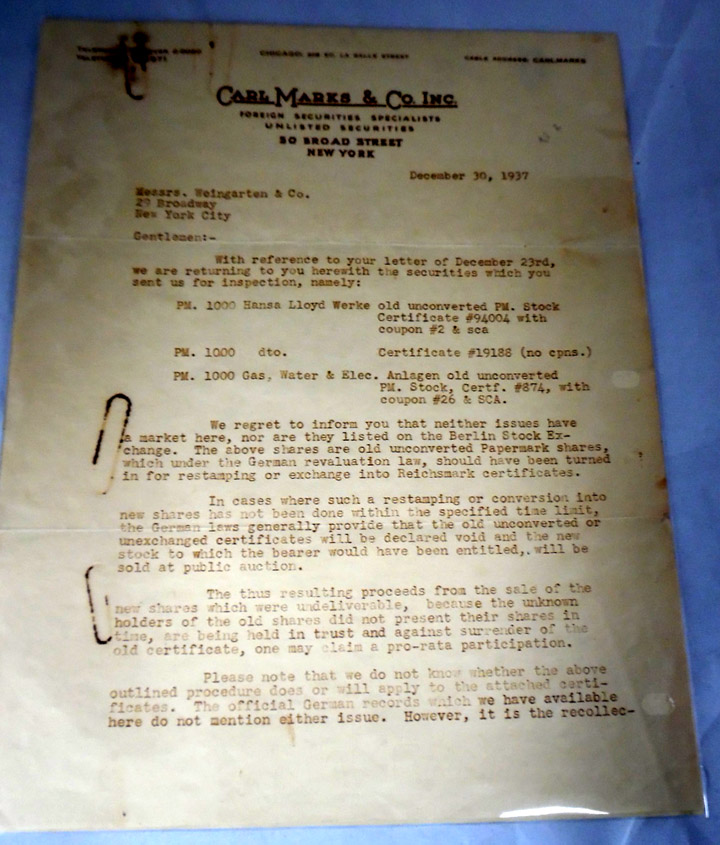 CHICAGO: 208 SO. LA SALLE STREET
CABLE ADDRESS: CARLMARKS
CARL MARKS & CO. INC.
FOREIGN SECURITIES SPECIALISTS
UNLISTED SECURITIES
50 BROAD STREET
NEW YORK
December 30, 1937
Messrs. Weingarten & Co.
29 Broadway
New York City
Gentlemen:-
With reference to your letter of December 23rd,
we are returning to you herewith the securities which you
sent us for inspection, namely:
PM. 1000 Hansa Lloyd Werke old unconverted PM. Stock
Certificate #94004 with
coupon #2 & sca
PM. 1000 dto. Certificate #19188 (no cpns.)
PM. 1000 Gas, Water & Elec. Anlagen old unconverted
PM. Stock, Certf. #874, with
coupon #26 & SCA.
We regret to inform you that neither issues have
a market here, nor are they listed on the Berlin Stock Ex-
change. The above shares are old unconverted Papermark shares,
which under the German revaluation law, should have been turned
in for restamping or exchange into Reichsmark certificates.
In cases where such a restamping or conversion into
new shares has not been done within the specified time limit,
the German laws generally provide that the old unconverted or
unexchanged certificates will be declared void and the new
stock to which the bearer would have been entitled,. will be
sold at public auction.
The thus resulting proceeds from the sale of the
new shares which were undeliverable, because the unknown
holders of the old shares did not present their shares in
time, are being held in trust and against surrender of the
old certificate, one may claim a pro-rata participation.
Please note that we do not know whether the above
outlined procedure does or will apply to the attached certi-
ficates. The official German records which we have available
here do not mention either issue. However, it is the recollec-